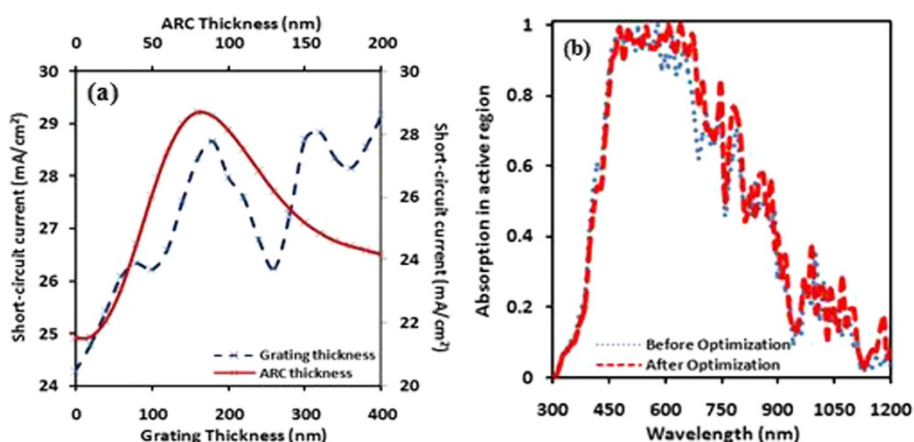 ARC Thickness (nm)
0 50 100 150 200
(a)
30
29
28
27
26
25
24
Short-circuit current (mA/cm²)
30
28
26
24
22
20
Short-circuit current (mA/cm²)
Grating thickness
ARC thickness
0 100 200 300 400
Grating Thickness (nm)
(b)
1
0.8
0.6
0.4
0.2
0
Absorption in active region
Before Optimization
After Optimization
300 450 600 750 900 1050 1200
Wavelength (nm)